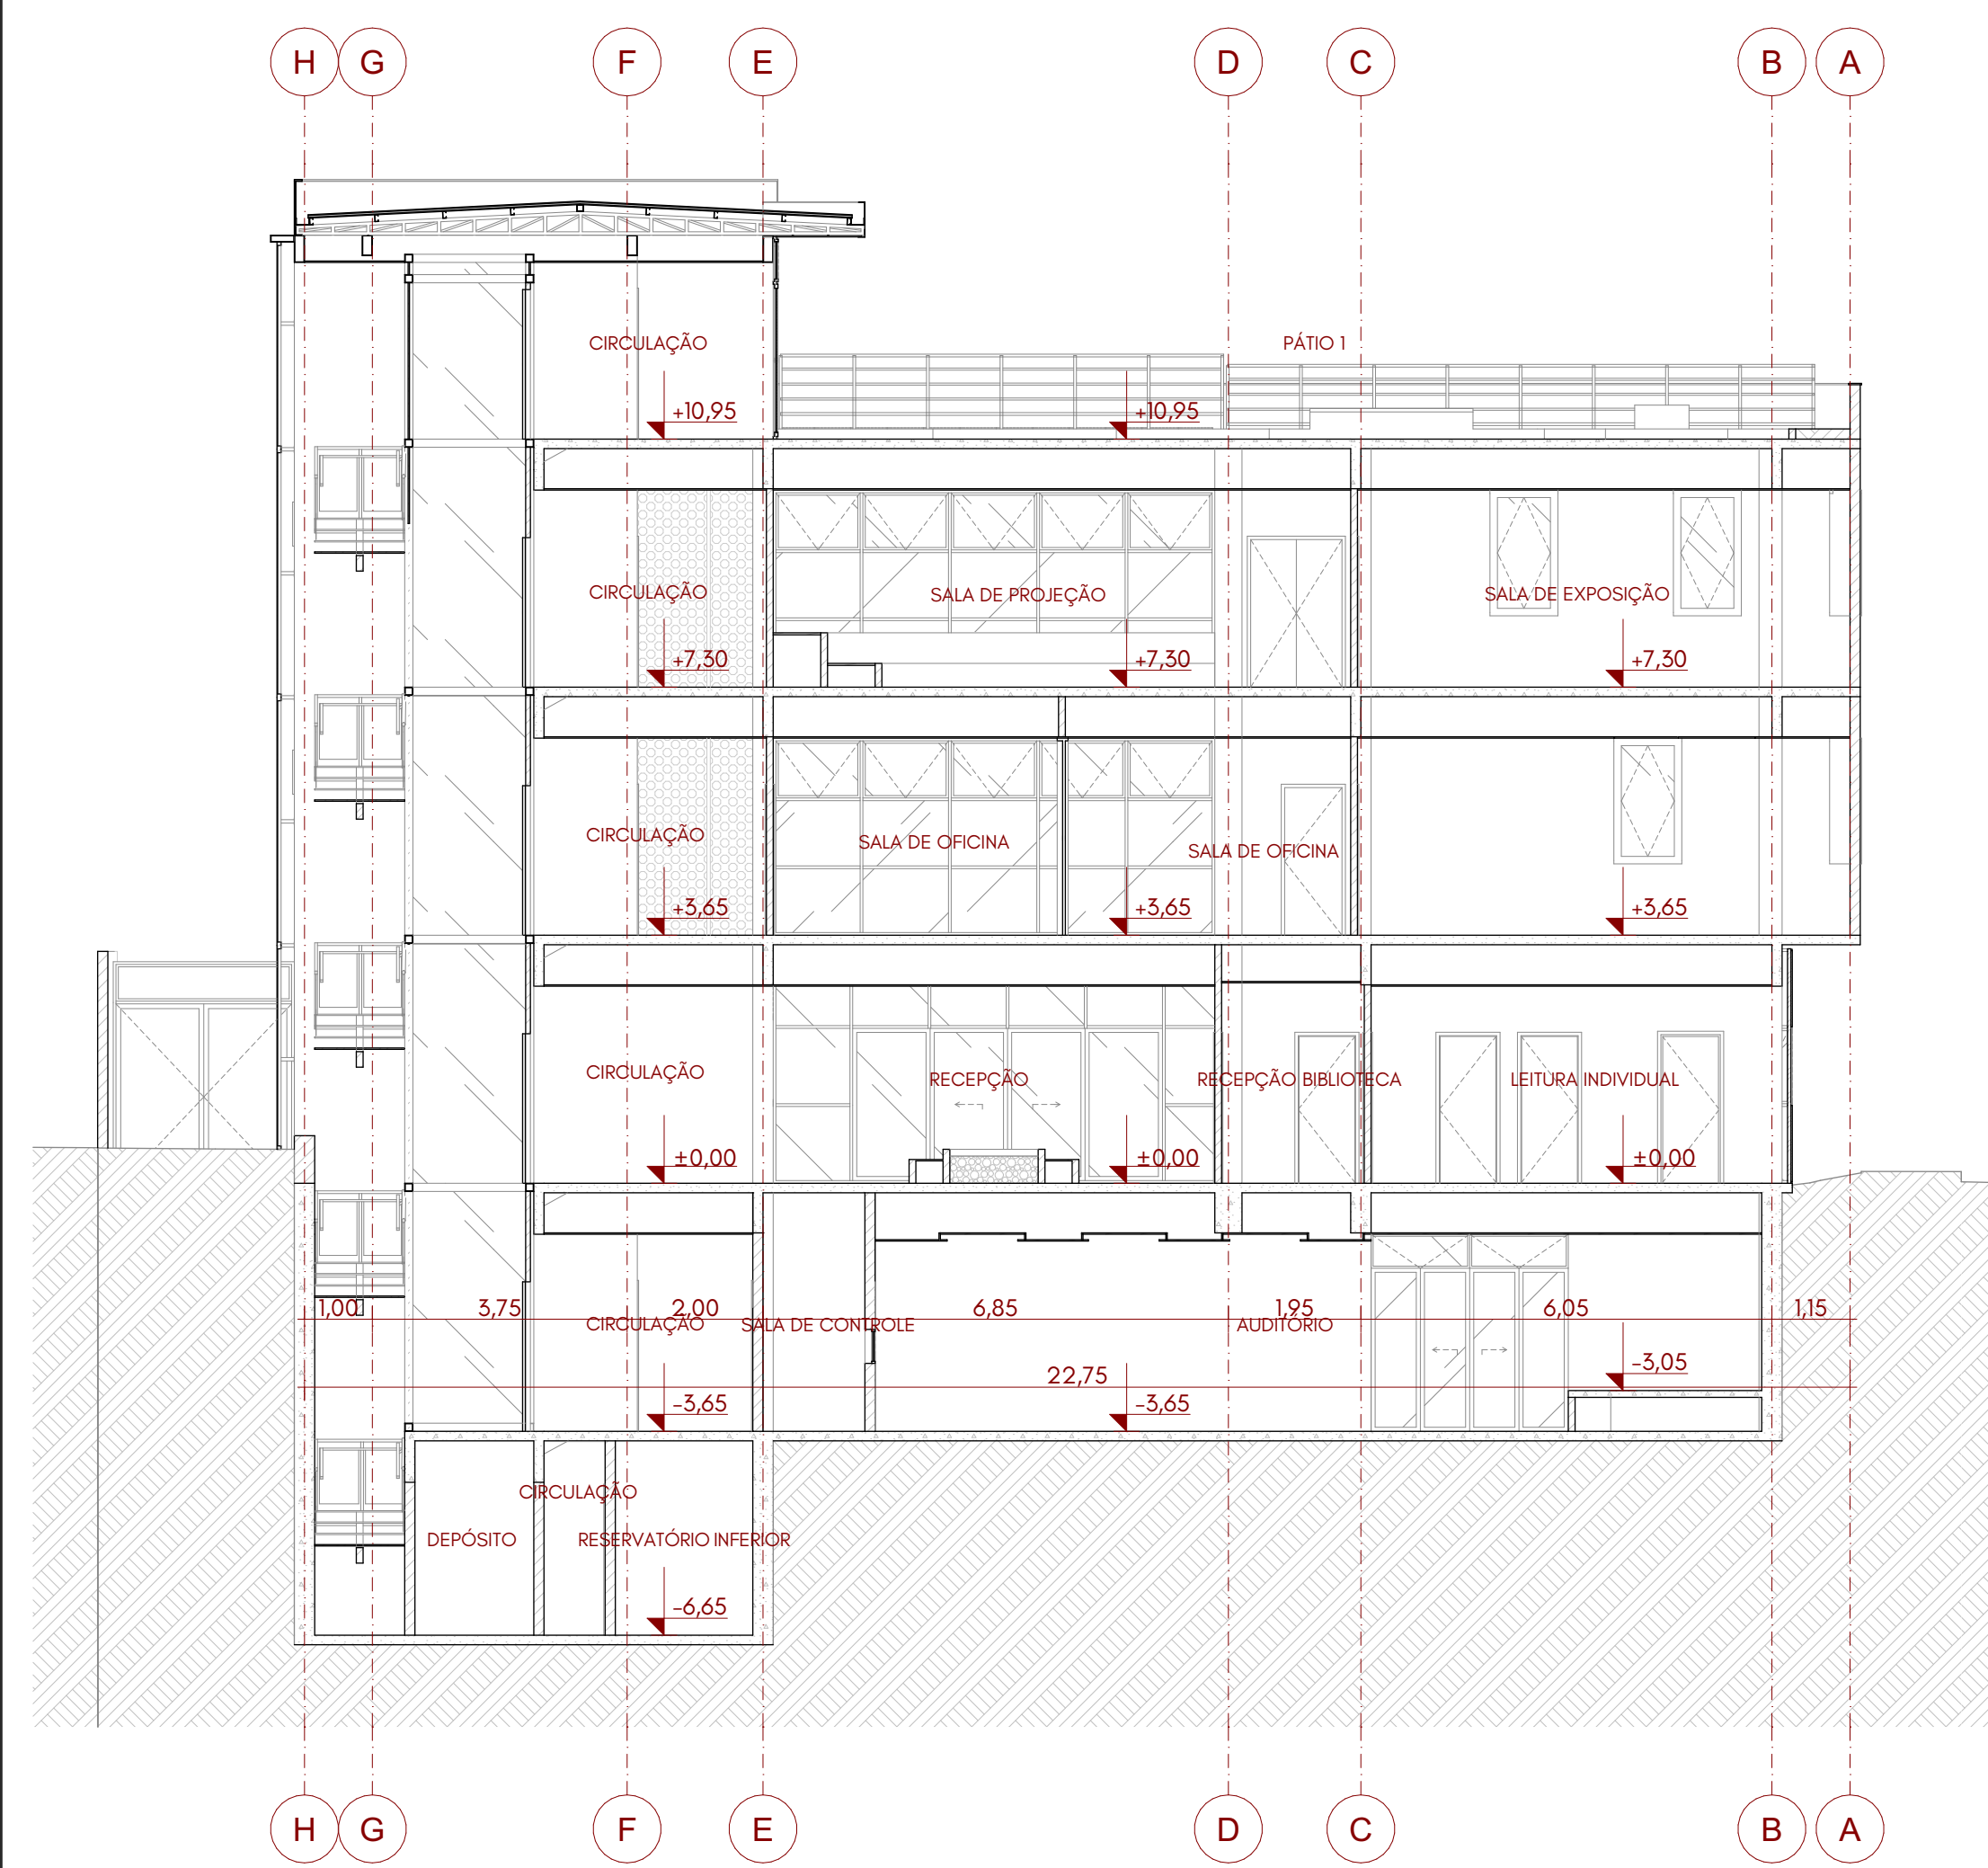 H G F E D C B A
CIRCULAÇÃO PÁTIO 1
+10,95 +10,95
CIRCULAÇÃO SALA DE PROJEÇÃO SALA DE EXPOSIÇÃO
+7,30 +7,30 +7,30
CIRCULAÇÃO SALA DE OFICINA SALA DE OFICINA
+3,65 +3,65 +3,65
CIRCULAÇÃO RECEPÇÃO RECEPÇÃO BIBLIOTECA LEITURA INDIVIDUAL
±0,00 ±0,00 ±0,00
1,00 3,75 2,00 6,85 1,95 6,05 1,15
CIRCULAÇÃO SALA DE CONTROLE AUDITÓRIO
22,75 -3,05
-3,65 -3,65
CIRCULAÇÃO
DEPÓSITO RESERVATÓRIO INFERIOR
-6,65
H G F E D C B A